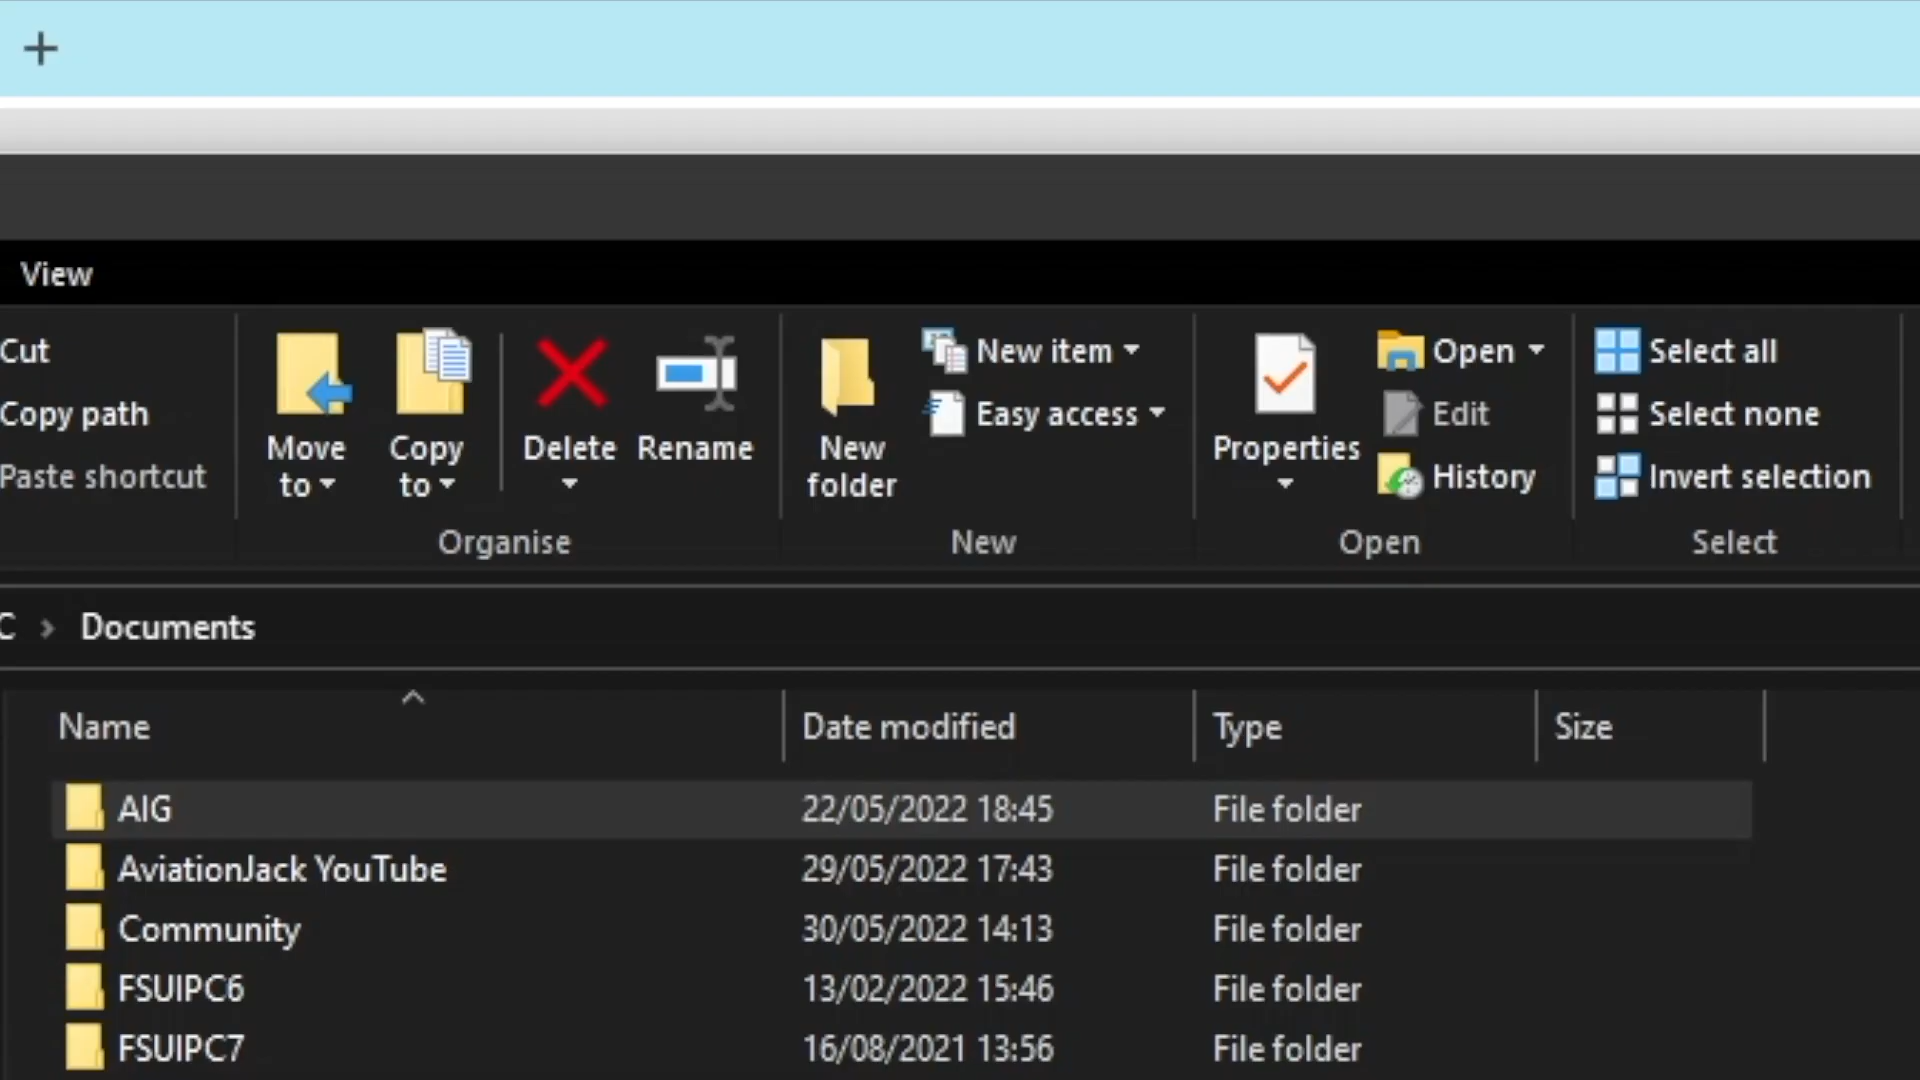 View
Cut
Copy path
Paste shortcut
Move to
Copy to
Delete
Rename
Organise
New folder
New item
Easy access
New
Properties
Open
Edit
History
Open
Select all
Select none
Invert selection
Select
C > Documents
Name Date modified Type Size
AIG 22/05/2022 18:45 File folder
AviationJack YouTube 29/05/2022 17:43 File folder
Community 30/05/2022 14:13 File folder
FSUIPC6 13/02/2022 15:46 File folder
FSUIPC7 16/08/2021 13:56 File folder